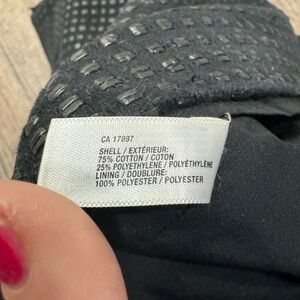 CA 17897
SHELL / EXTÉRIEUR:
75% COTTON / COTON
25% POLYETHYLENE / POLYÉTHYLÈNE
LINING / DOUBLURE:
100% POLYESTER / POLYESTER